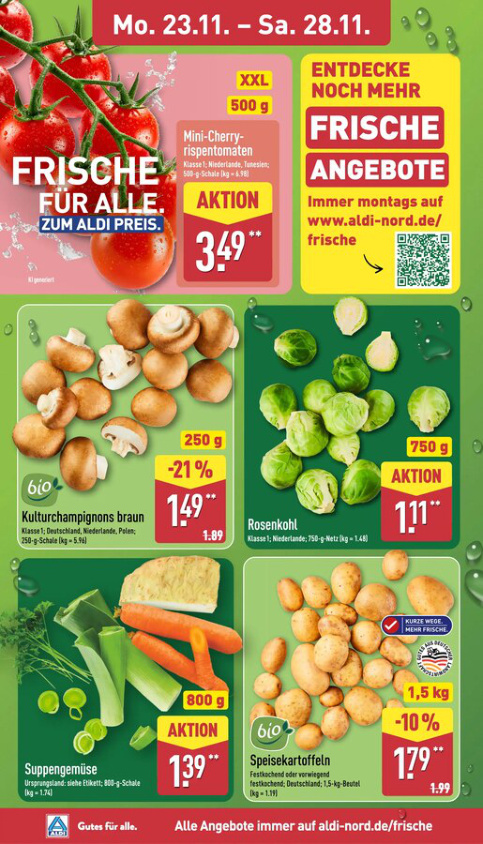 Mo. 23.11. – Sa. 28.11.
XXL
500 g
Mini-Cherry-
rispentomaten
Klasse 1; Niederlande, Tunesien;
500-g-Schale (kg = 6.98)
AKTION
3.49**
FRISCHE
FÜR ALLE.
ZUM ALDI PREIS.
KI generiert
ENTDECKE
NOCH MEHR
FRISCHE
ANGEBOTE
Immer montags auf
www.aldi-nord.de/
frische
250 g
-21 %
1.49**
1.89
bio
Kulturchampignons braun
Klasse 1; Deutschland, Niederlande, Polen;
250-g-Schale (kg = 5.96)
750 g
AKTION
1.11**
Rosenkohl
Klasse 1; Niederlande; 750-g-Netz (kg = 1.48)
800 g
AKTION
1.39**
Suppengemüse
Ursprungsland: siehe Etikett; 800-g-Schale
(kg = 1.74)
KURZE WEGE.
MEHR FRISCHE.
1,5 kg
-10 %
1.79**
1.99
bio
Speisekartoffeln
Festkochend oder vorwiegend
festkochend; Deutschland; 1,5-kg-Beutel
(kg = 1.19)
ALDI
Gutes für alle.
Alle Angebote immer auf aldi-nord.de/frische